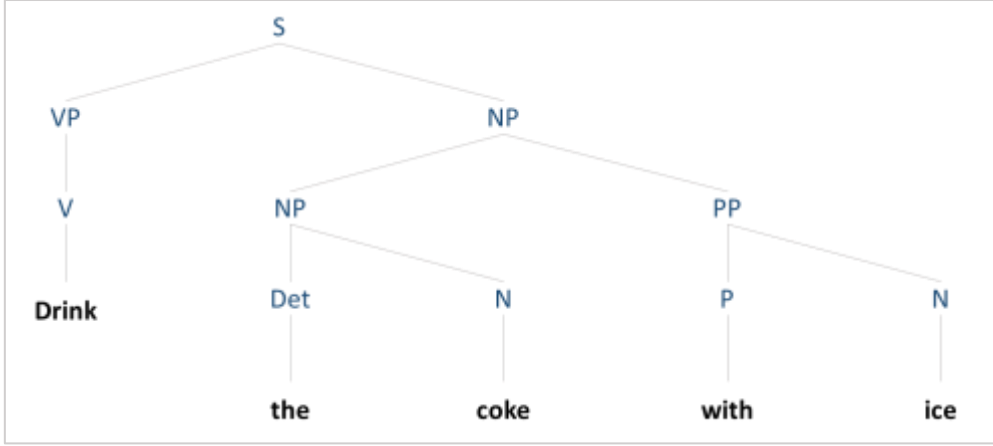 S
VP NP
V NP PP
Drink Det N P N
the coke with ice